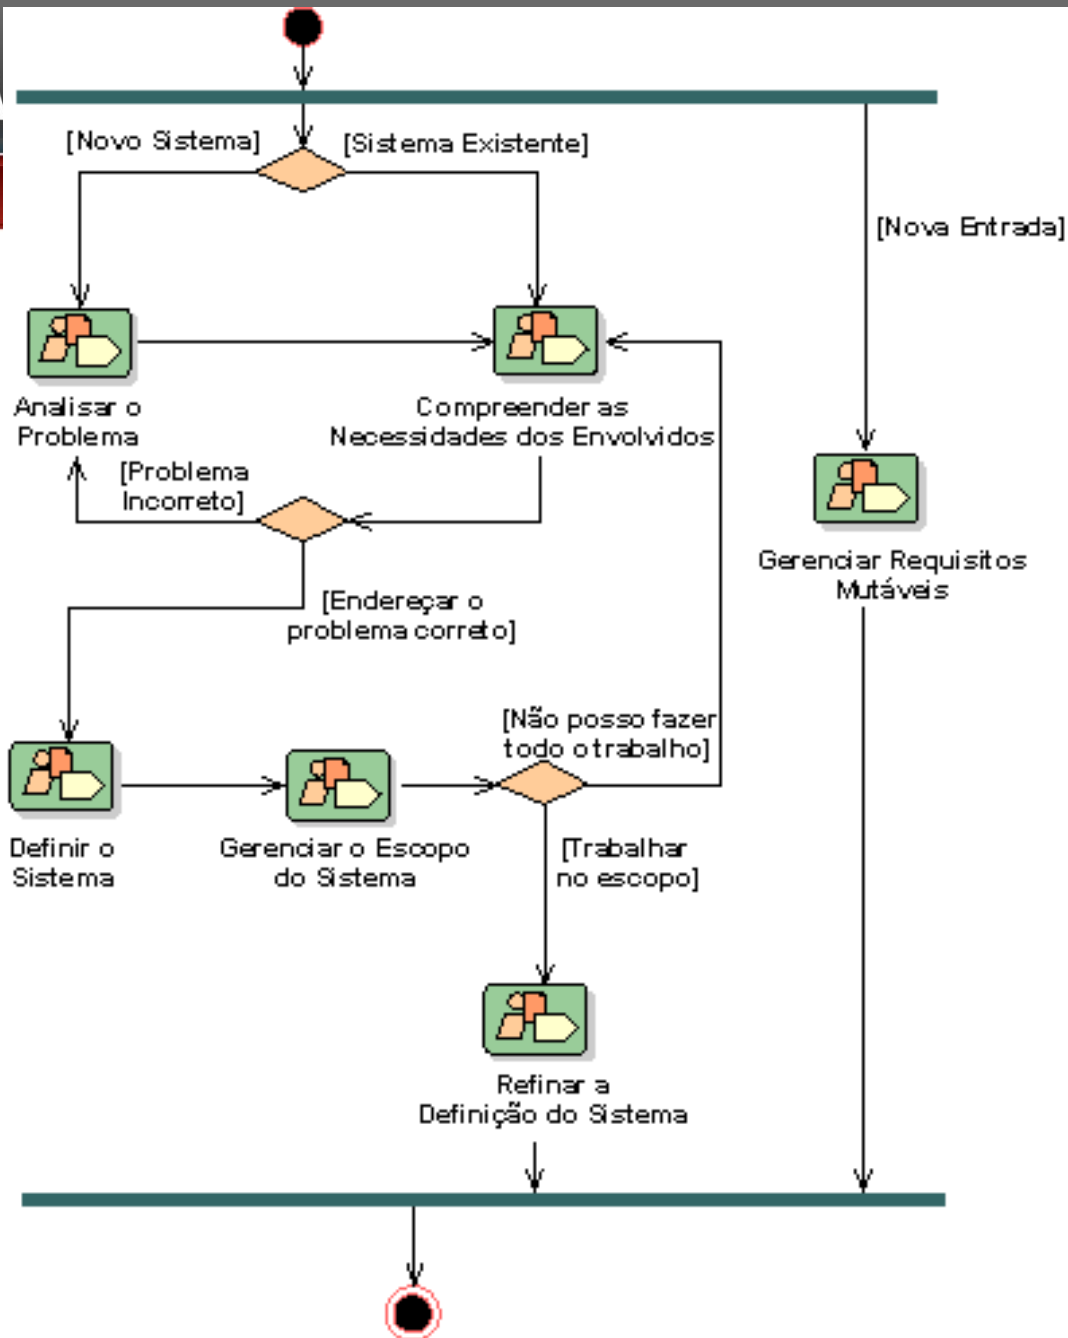 [Novo Sistema]
[Sistema Existente]
[Nova Entrada]
Analisar o
Problema
Compreender as
Necessidades dos Envolvidos
[Problema
Incorreto]
Gerenciar Requisitos
Mutáveis
[Endereçar o
problema correto]
[Não posso fazer
todo o trabalho]
Definir o
Sistema
Gerenciar o Escopo
do Sistema
[Trabalhar
no escopo]
Refinar a
Definição do Sistema